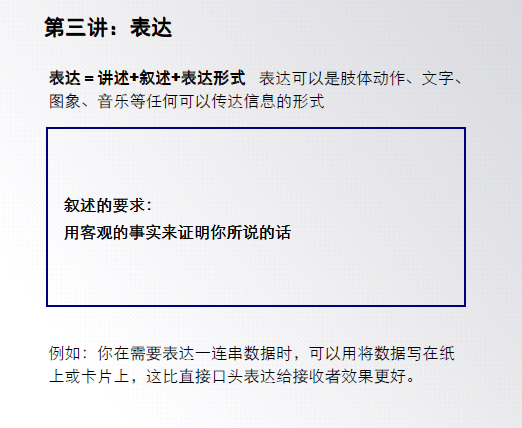 第三讲：表达
表达＝讲述+叙述+表达形式 表达可以是肢体动作、文字、
图象、音乐等任何可以传达信息的形式
叙述的要求：
用客观的事实来证明你所说的话
例如：你在需要表达一连串数据时，可以用将数据写在纸
上或卡片上，这比直接口头表达给接收者效果更好。